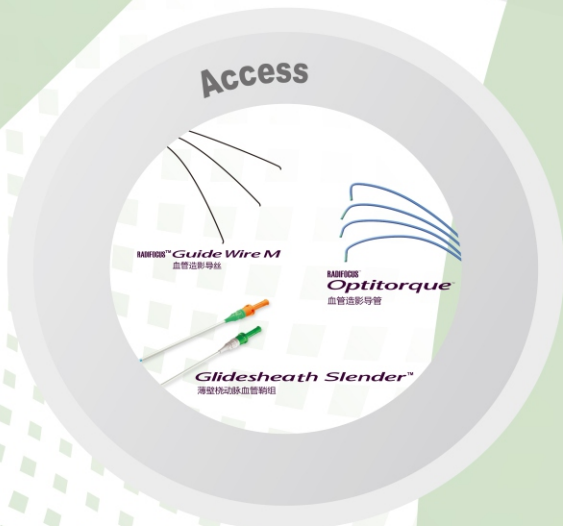 Access
RADIFOCUS™ Guide Wire M
血管造影导丝
RADIFOCUS
Optitorque
血管造影导管
Glidesheath Slender™
薄壁桡动脉血管鞘组